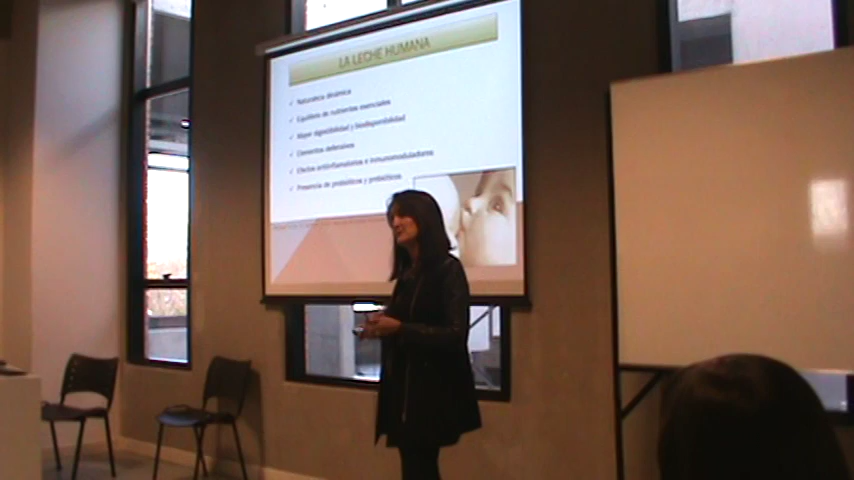 LA LECHE HUMANA
✓ Naturaleza dinámica
✓ Equilibrio de nutrientes esenciales
✓ Mayor digestibilidad y biodisponibilidad
✓ Elementos defensivos
✓ Efectos antiinflamatorios e inmunomoduladores
✓ Presencia de probióticos y prebióticos